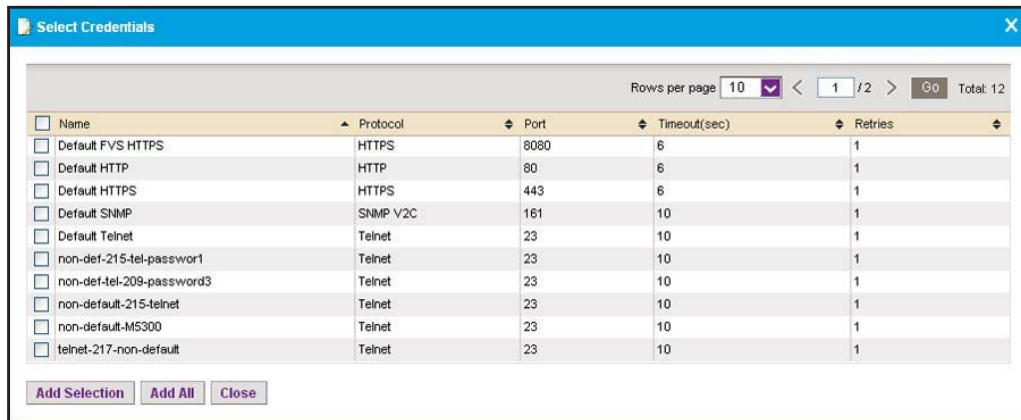 Select Credentials X
Rows per page 10 < 1 /2 > Go Total: 12
Name Protocol Port Timeout(sec) Retries
Default FVS HTTPS HTTPS 8080 6 1
Default HTTP HTTP 80 6 1
Default HTTPS HTTPS 443 6 1
Default SNMP SNMP V2C 161 10 1
Default Telnet Telnet 23 10 1
non-def-215-tel-passwor1 Telnet 23 10 1
non-def-tel-209-password3 Telnet 23 10 1
non-default-215-telnet Telnet 23 10 1
non-default-M5300 Telnet 23 10 1
telnet-217-non-default Telnet 23 10 1
Add Selection Add All Close